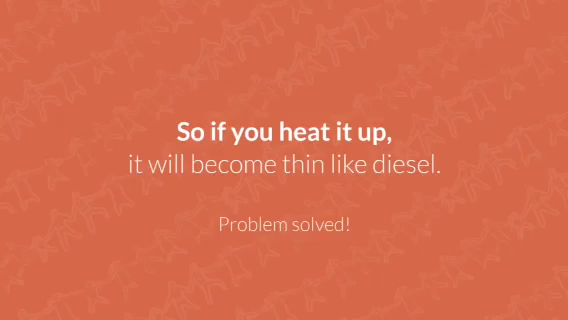 So if you heat it up,
it will become thin like diesel.
Problem solved!